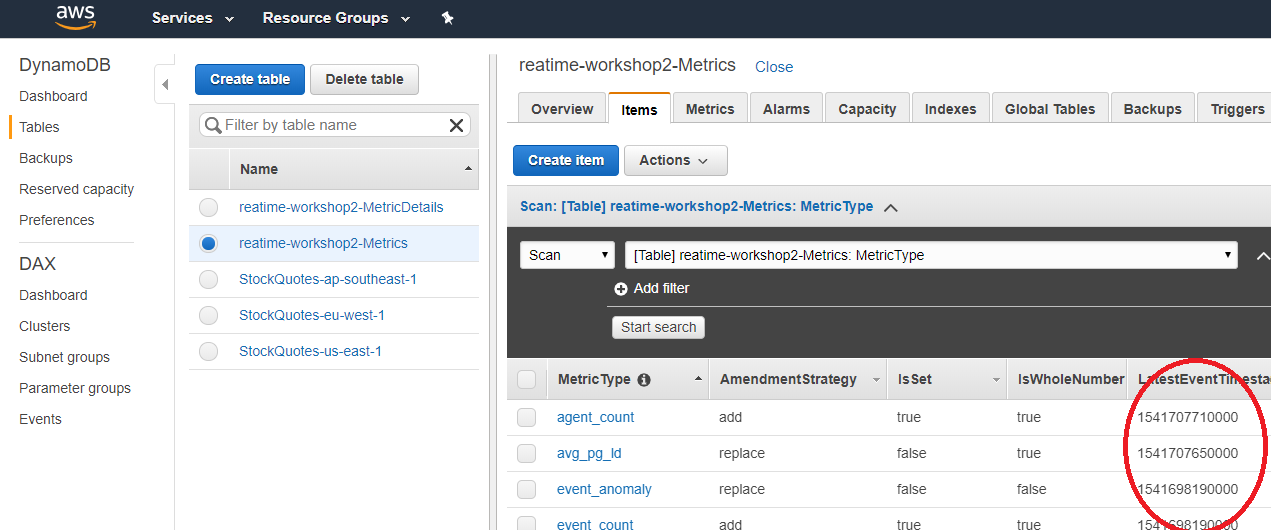 aws Services Resource Groups
DynamoDB
Dashboard
Tables
Backups
Reserved capacity
Preferences
DAX
Dashboard
Clusters
Subnet groups
Parameter groups
Events
Create table Delete table
Filter by table name
Name
reatime-workshop2-MetricDetails
reatime-workshop2-Metrics
StockQuotes-ap-southeast-1
StockQuotes-eu-west-1
StockQuotes-us-east-1
reatime-workshop2-Metrics Close
Overview Items Metrics Alarms Capacity Indexes Global Tables Backups Triggers
Create item Actions
Scan: [Table] reatime-workshop2-Metrics: MetricType
Scan [Table] reatime-workshop2-Metrics: MetricType
Add filter
Start search
MetricType AmendmentStrategy IsSet IsWholeNumber LatestEventTimesta
agent_count add true true 1541707710000
avg_pg_ld replace false true 1541707650000
event_anomaly replace false false 1541698190000
event_count add true true 1541698190000